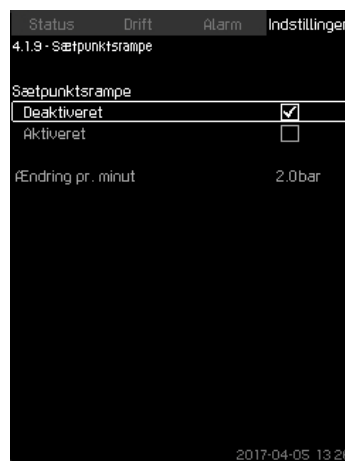 Status Drift Alarm Indstillinger
4.1.9 - Sætpunktsrampe
Sætpunktsrampe
Deaktiveret
Aktiveret
Ændring pr. minut 2.0bar
2017-04-05 13:26